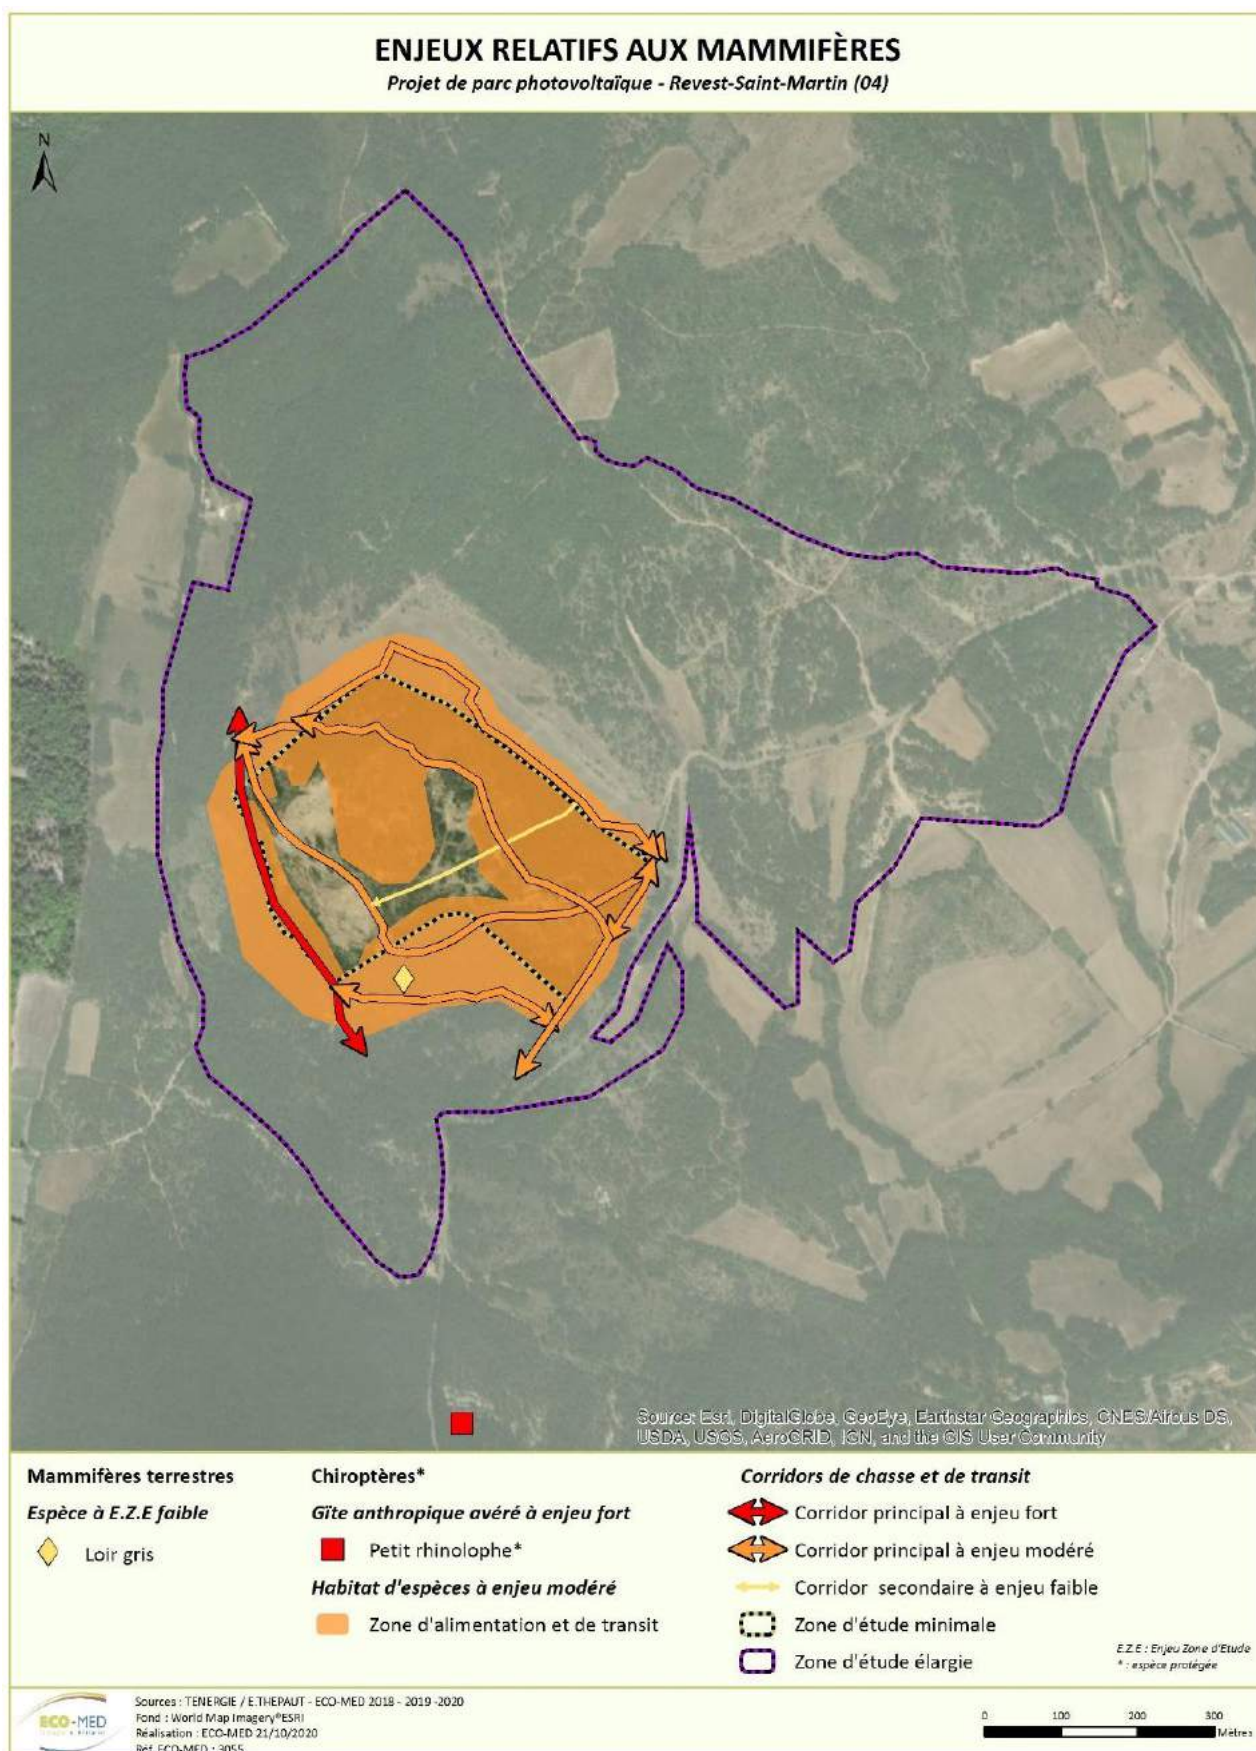 ENJEUX RELATIFS AUX MAMMIFÈRES
Projet de parc photovoltaïque - Revest-Saint-Martin (04)
N
Source: Esri, DigitalGlobe, GeoEye, Earthstar Geographics, CNES/Airbus DS,
USDA, USGS, AeroGRID, IGN, and the GIS User Community
Mammifères terrestres
Espèce à E.Z.E faible
Loir gris
Chiroptères*
Gîte anthropique avéré à enjeu fort
Petit rhinolophe*
Habitat d'espèces à enjeu modéré
Zone d'alimentation et de transit
Corridors de chasse et de transit
Corridor principal à enjeu fort
Corridor principal à enjeu modéré
Corridor secondaire à enjeu faible
Zone d'étude minimale
Zone d'étude élargie
E.Z.E : Enjeu Zone d'Etude
* : espèce protégée
ECO-MED
Sources : TENERGIE / E.THEPAUT - ECO-MED 2018 - 2019 -2020
Fond : World Map Imagery®ESRI
Réalisation : ECO-MED 21/10/2020
Réf. ECO-MED : 3055
0 100 200 300
Mètres